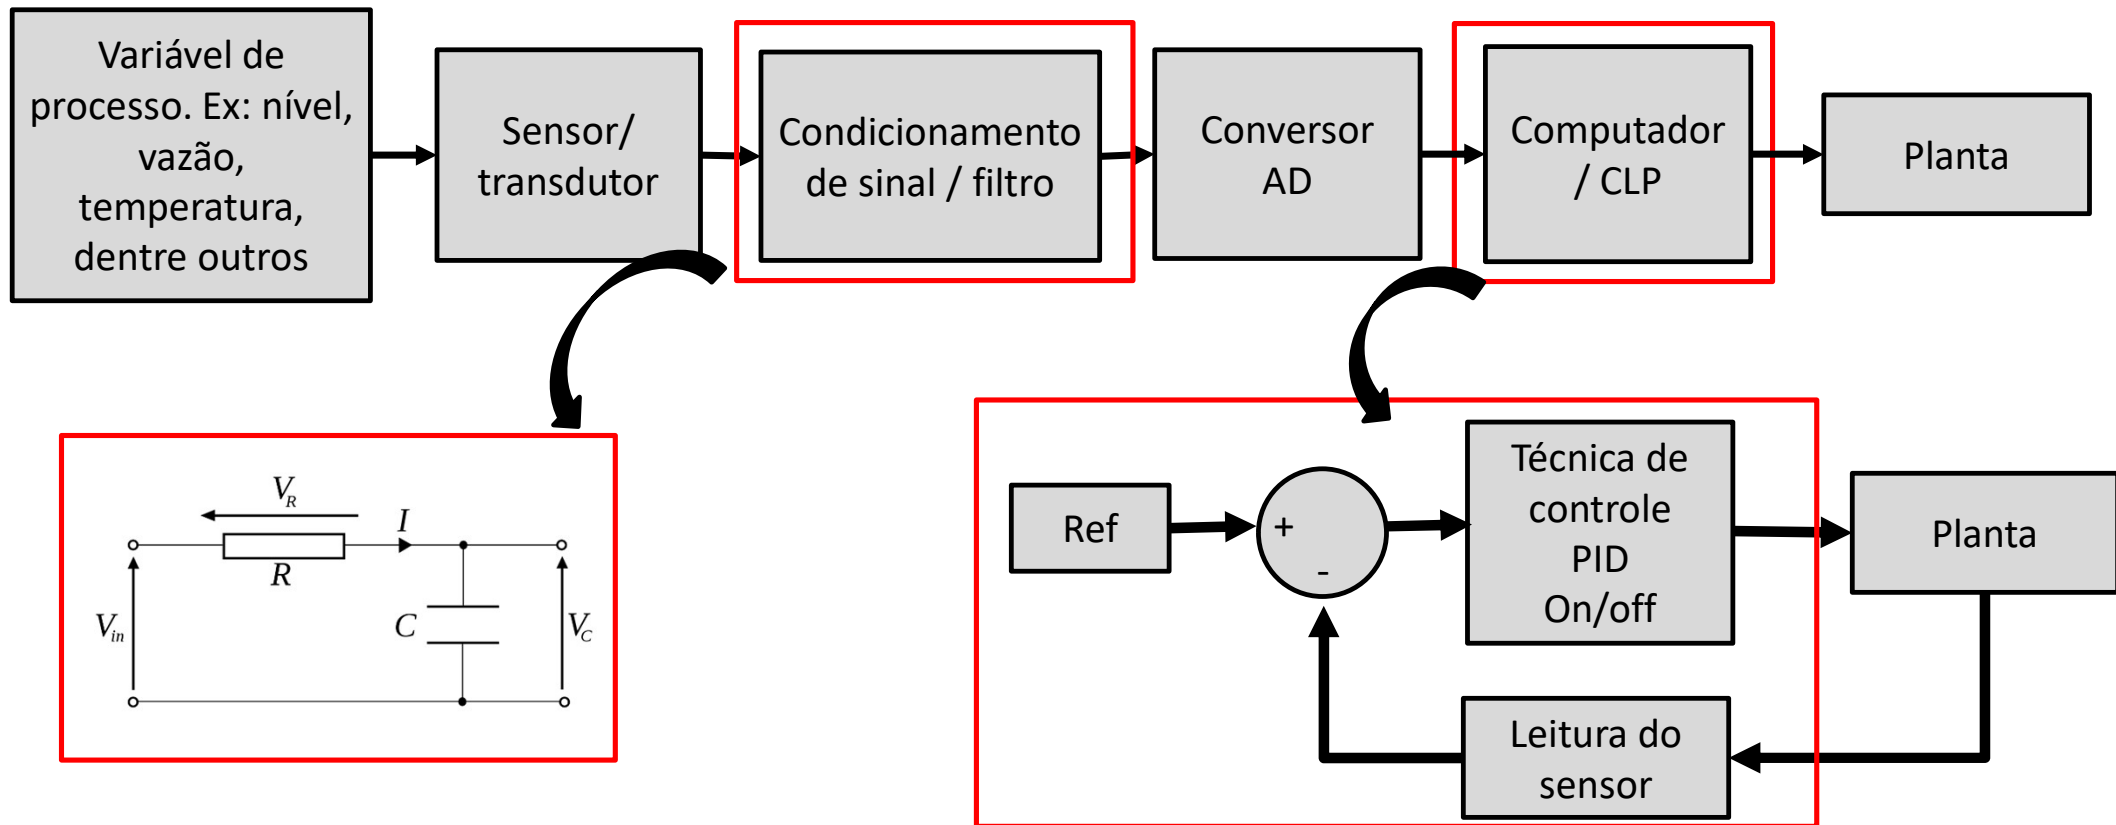 Variável de
processo. Ex: nível,
vazão,
temperatura,
dentre outros
Sensor/
transdutor
Condicionamento
de sinal / filtro
Conversor
AD
Computador
/ CLP
Planta
V_R
I
R
V_in
C
V_C
Ref
+
-
Técnica de
controle
PID
On/off
Planta
Leitura do
sensor